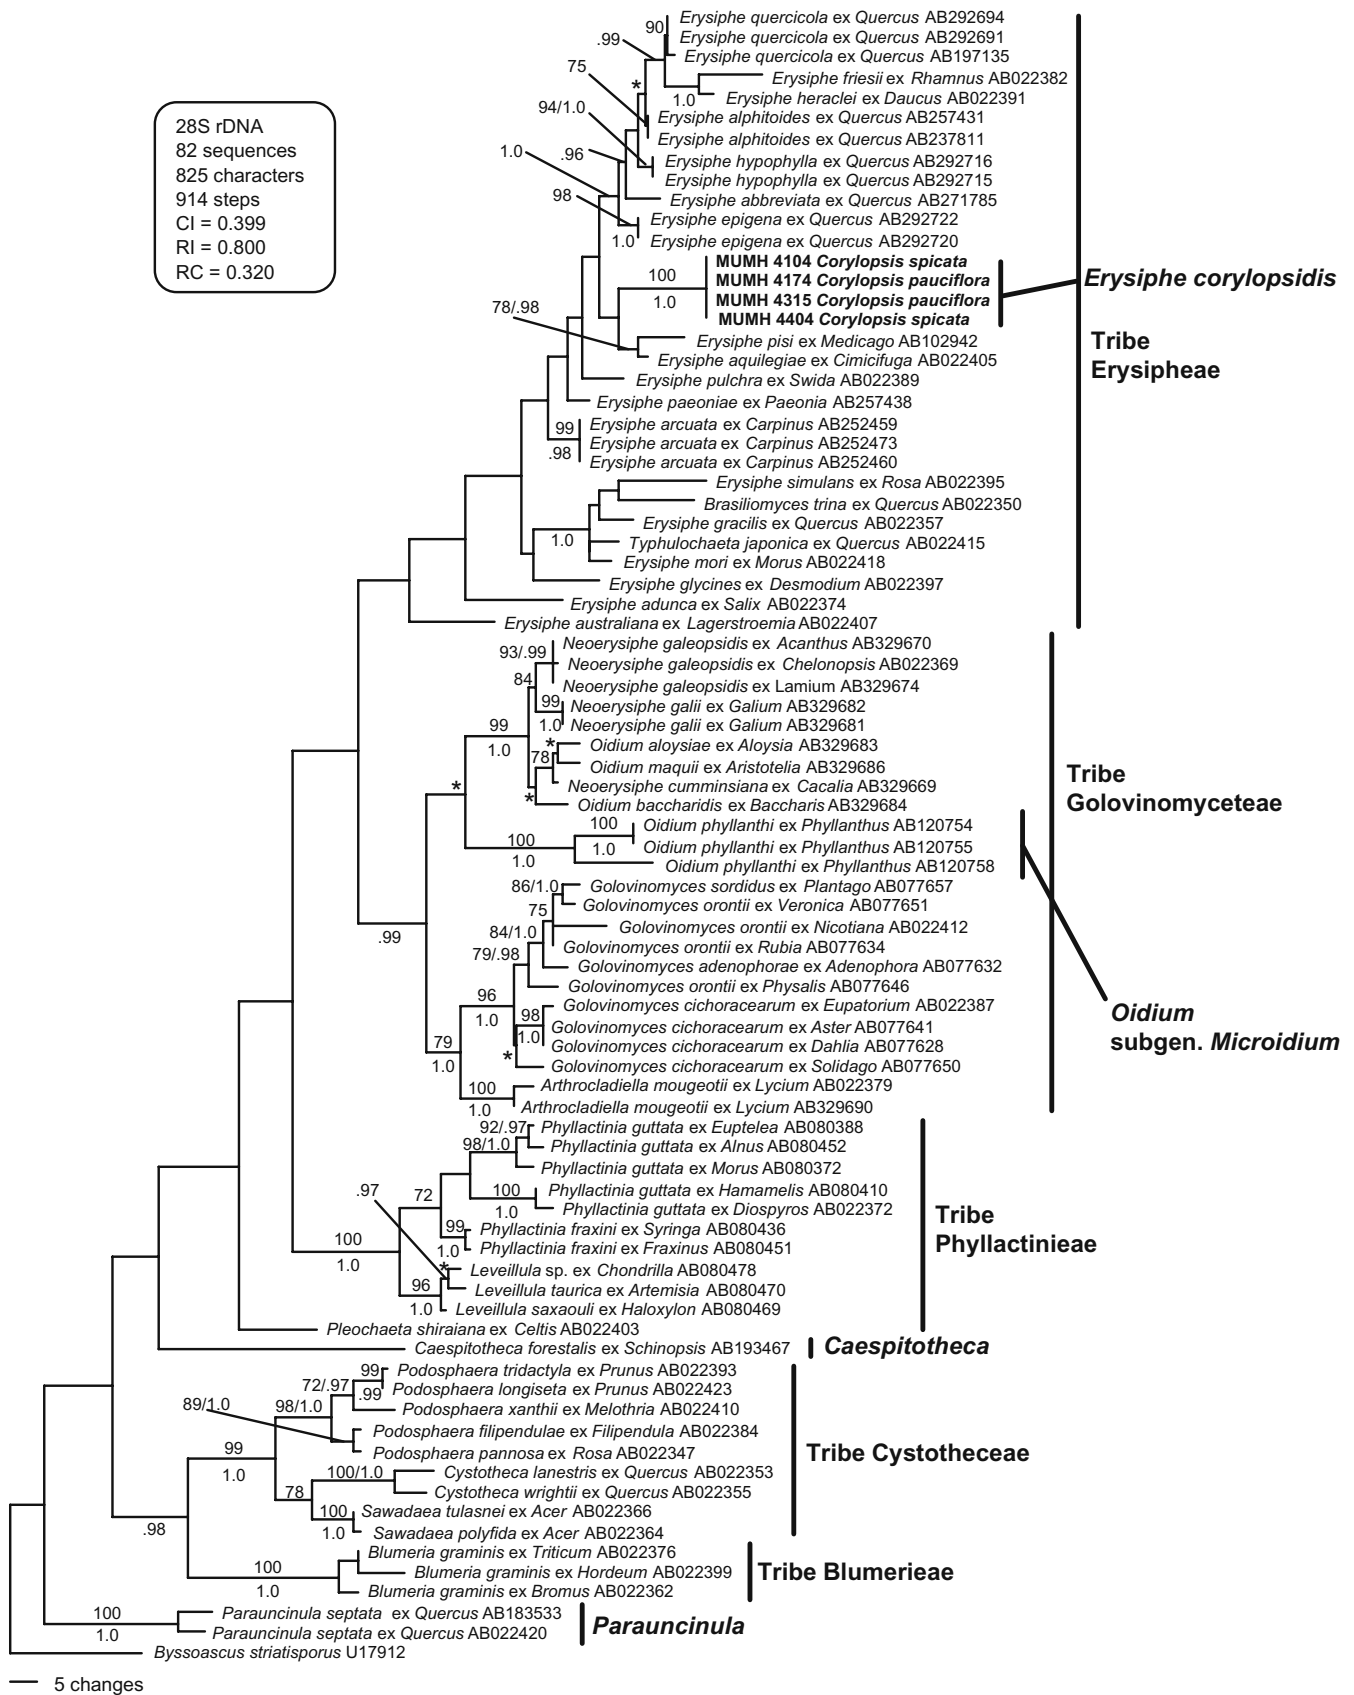 Erysiphe quercicola ex Quercus AB292694
90
Erysiphe quercicola ex Quercus AB292691
.99
Erysiphe quercicola ex Quercus AB197135
75
Erysiphe friesii ex Rhamnus AB022382
*
1.0
Erysiphe heraclei ex Daucus AB022391
94/1.0
Erysiphe alphitoides ex Quercus AB257431
Erysiphe alphitoides ex Quercus AB237811
1.0
.96
Erysiphe hypophylla ex Quercus AB292716
Erysiphe hypophylla ex Quercus AB292715
98
Erysiphe abbreviata ex Quercus AB271785
Erysiphe epigena ex Quercus AB292722
1.0
Erysiphe epigena ex Quercus AB292720
28S rDNA
82 sequences
825 characters
914 steps
CI = 0.399
RI = 0.800
RC = 0.320
MUMH 4104 Corylopsis spicata
100
MUMH 4174 Corylopsis pauciflora
1.0
MUMH 4315 Corylopsis pauciflora
MUMH 4404 Corylopsis spicata
Erysiphe corylopsidis
78/.98
Erysiphe pisi ex Medicago AB102942
Erysiphe aquilegiae ex Cimicifuga AB022405
Tribe
Erysipheae
Erysiphe pulchra ex Swida AB022389
Erysiphe paeoniae ex Paeonia AB257438
99
Erysiphe arcuata ex Carpinus AB252459
Erysiphe arcuata ex Carpinus AB252473
.98
Erysiphe arcuata ex Carpinus AB252460
Erysiphe simulans ex Rosa AB022395
Brasiliomyces trina ex Quercus AB022350
Erysiphe gracilis ex Quercus AB022357
1.0
Typhulochaeta japonica ex Quercus AB022415
Erysiphe mori ex Morus AB022418
Erysiphe glycines ex Desmodium AB022397
Erysiphe adunca ex Salix AB022374
Erysiphe australiana ex Lagerstroemia AB022407
Neoerysiphe galeopsidis ex Acanthus AB329670
93/.99
Neoerysiphe galeopsidis ex Chelonopsis AB022369
84
Neoerysiphe galeopsidis ex Lamium AB329674
99
Neoerysiphe galii ex Galium AB329682
1.0
Neoerysiphe galii ex Galium AB329681
99
1.0
*
Oidium aloysiae ex Aloysia AB329683
78
Oidium maquii ex Aristotelia AB329686
Neoerysiphe cumminsiana ex Cacalia AB329669
*
*
Oidium baccharidis ex Baccharis AB329684
Tribe
Golovinomyceteae
100
Oidium phyllanthi ex Phyllanthus AB120754
100
1.0
Oidium phyllanthi ex Phyllanthus AB120755
1.0
Oidium phyllanthi ex Phyllanthus AB120758
86/1.0
Golovinomyces sordidus ex Plantago AB077657
Golovinomyces orontii ex Veronica AB077651
75
Golovinomyces orontii ex Nicotiana AB022412
84/1.0
.99
Golovinomyces orontii ex Rubia AB077634
79/.98
Golovinomyces adenophorae ex Adenophora AB077632
Golovinomyces orontii ex Physalis AB077646
96
1.0
Golovinomyces cichoracearum ex Eupatorium AB022387
98
Golovinomyces cichoracearum ex Aster AB077641
1.0
Golovinomyces cichoracearum ex Dahlia AB077628
*
Golovinomyces cichoracearum ex Solidago AB077650
Oidium
subgen. Microidium
79
1.0
100
Arthrocladiella mougeotii ex Lycium AB022379
1.0
Arthrocladiella mougeotii ex Lycium AB329690
92/.97
Phyllactinia guttata ex Euptelea AB080388
98/1.0
Phyllactinia guttata ex Alnus AB080452
Phyllactinia guttata ex Morus AB080372
.97
72
100
Phyllactinia guttata ex Hamamelis AB080410
1.0
Phyllactinia guttata ex Diospyros AB022372
Tribe
Phyllactinieae
99
Phyllactinia fraxini ex Syringa AB080436
1.0
Phyllactinia fraxini ex Fraxinus AB080451
100
1.0
*
Leveillula sp. ex Chondrilla AB080478
96
Leveillula taurica ex Artemisia AB080470
1.0
Leveillula saxaouli ex Haloxylon AB080469
Pleochaeta shiraiana ex Celtis AB022403
Caespitotheca forestalis ex Schinopsis AB193467
Caespitotheca
99
Podosphaera tridactyla ex Prunus AB022393
72/.97
.99
Podosphaera longiseta ex Prunus AB022423
89/1.0
98/1.0
Podosphaera xanthii ex Melothria AB022410
Podosphaera filipendulae ex Filipendula AB022384
Podosphaera pannosa ex Rosa AB022347
Tribe Cystotheceae
99
1.0
100/1.0
Cystotheca lanestris ex Quercus AB022353
78
Cystotheca wrightii ex Quercus AB022355
100
Sawadaea tulasnei ex Acer AB022366
1.0
Sawadaea polyfida ex Acer AB022364
.98
Blumeria graminis ex Triticum AB022376
100
Blumeria graminis ex Hordeum AB022399
1.0
Blumeria graminis ex Bromus AB022362
Tribe Blumerieae
100
Parauncinula septata ex Quercus AB183533
1.0
Parauncinula septata ex Quercus AB022420
Parauncinula
Byssoascus striatisporus U17912
5 changes